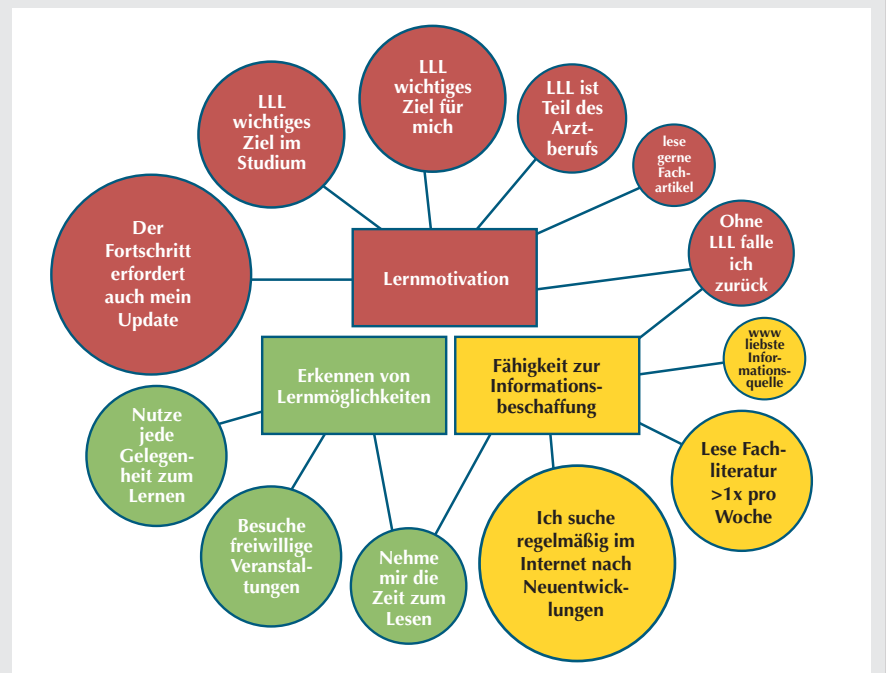 LLL
wichtiges
Ziel für
mich
LLL
wichtiges
Ziel im
Studium
LLL ist
Teil des
Arzt-
berufs
lese
gerne
Fach-
artikel
Der
Fortschritt
erfordert
auch mein
Update
Ohne
LLL falle
ich
zurück
Lernmotivation
www
liebste
Infor-
mations-
quelle
Erkennen von
Lernmöglichkeiten
Fähigkeit zur
Informations-
beschaffung
Nutze
jede
Gelegen-
heit zum
Lernen
Lese Fach-
literatur
>1x pro
Woche
Besuche
freiwillige
Veranstal-
tungen
Nehme
mir die
Zeit zum
Lesen
Ich suche
regelmäßig im
Internet nach
Neuentwick-
lungen